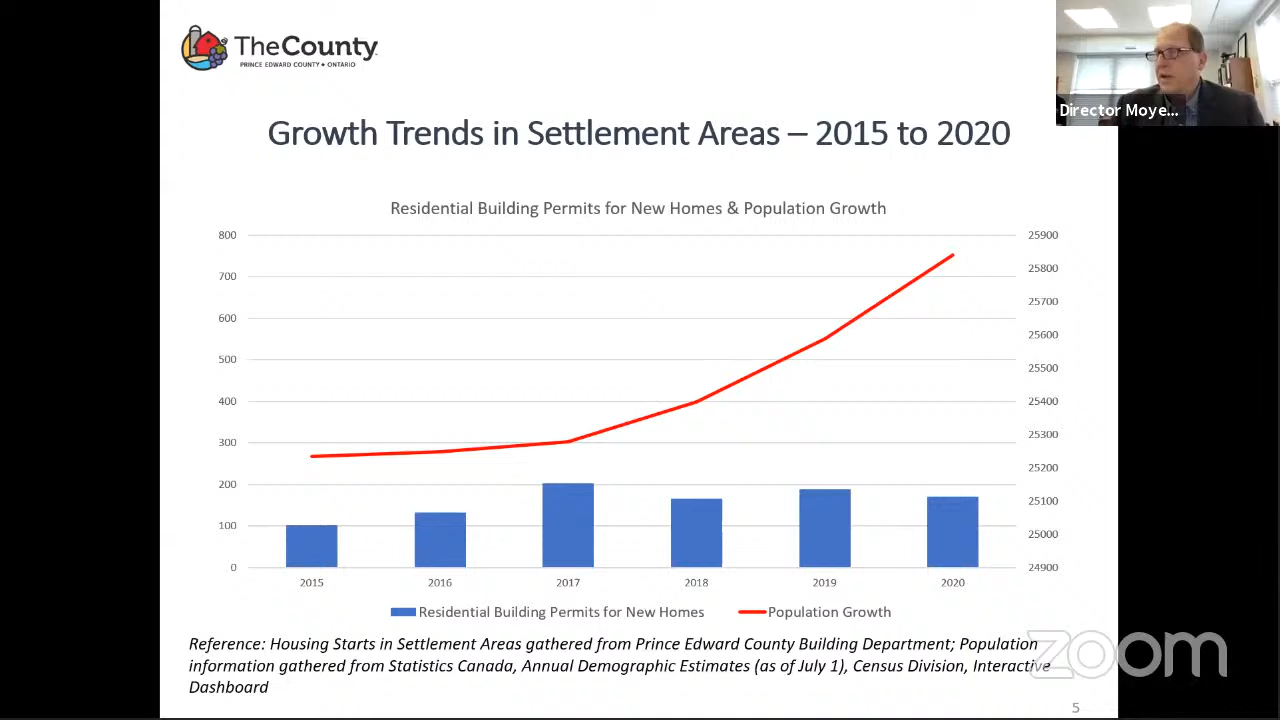 TheCounty
PRINCE EDWARD COUNTY • ONTARIO
Director Moye...
Growth Trends in Settlement Areas – 2015 to 2020
Residential Building Permits for New Homes & Population Growth
800 25900
700 25800
600 25700
500 25600
400 25500
300 25400
200 25300
100 25200
0 25100
25000
24900
2015 2016 2017 2018 2019 2020
Residential Building Permits for New Homes Population Growth
Reference: Housing Starts in Settlement Areas gathered from Prince Edward County Building Department; Population
information gathered from Statistics Canada, Annual Demographic Estimates (as of July 1), Census Division, Interactive
Dashboard
zoom
5